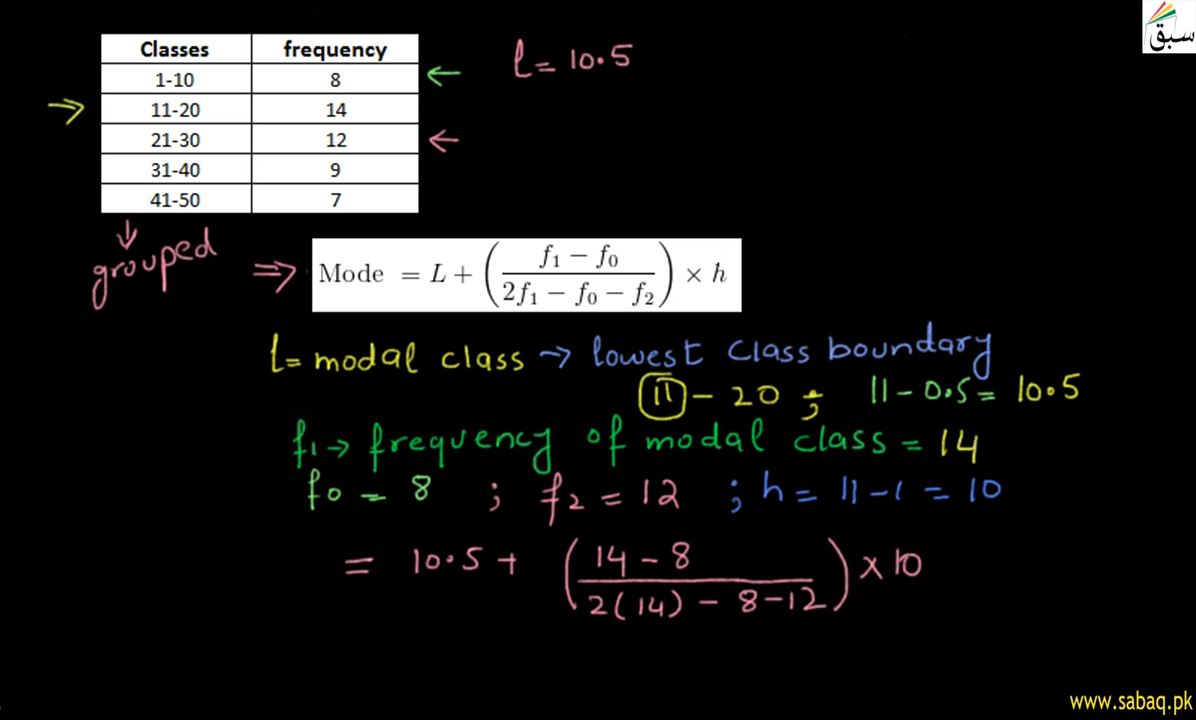 سبق
Classes frequency
l = 10.5
1-10 8 ←
⇒ 11-20 14
21-30 12 ←
31-40 9
41-50 7
↓
grouped ⇒ Mode = L + ( (f₁ − f₀) / (2f₁ − f₀ − f₂) ) × h
l = modal class → lowest class boundary
11 - 20 ; 11 - 0.5 = 10.5
f₁ → frequency of modal class = 14
f₀ = 8 ; f₂ = 12 ; h = 11 - 1 = 10
= 10.5 + ( (14 - 8) / (2(14) - 8 - 12) ) × 10
www.sabaq.pk